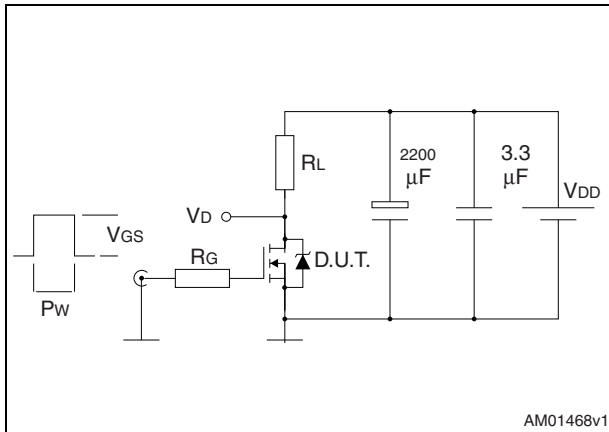 2200
μF
3.3
μF
RL
VDD
VD
VGS
RG
D.U.T.
PW
AM01468v1